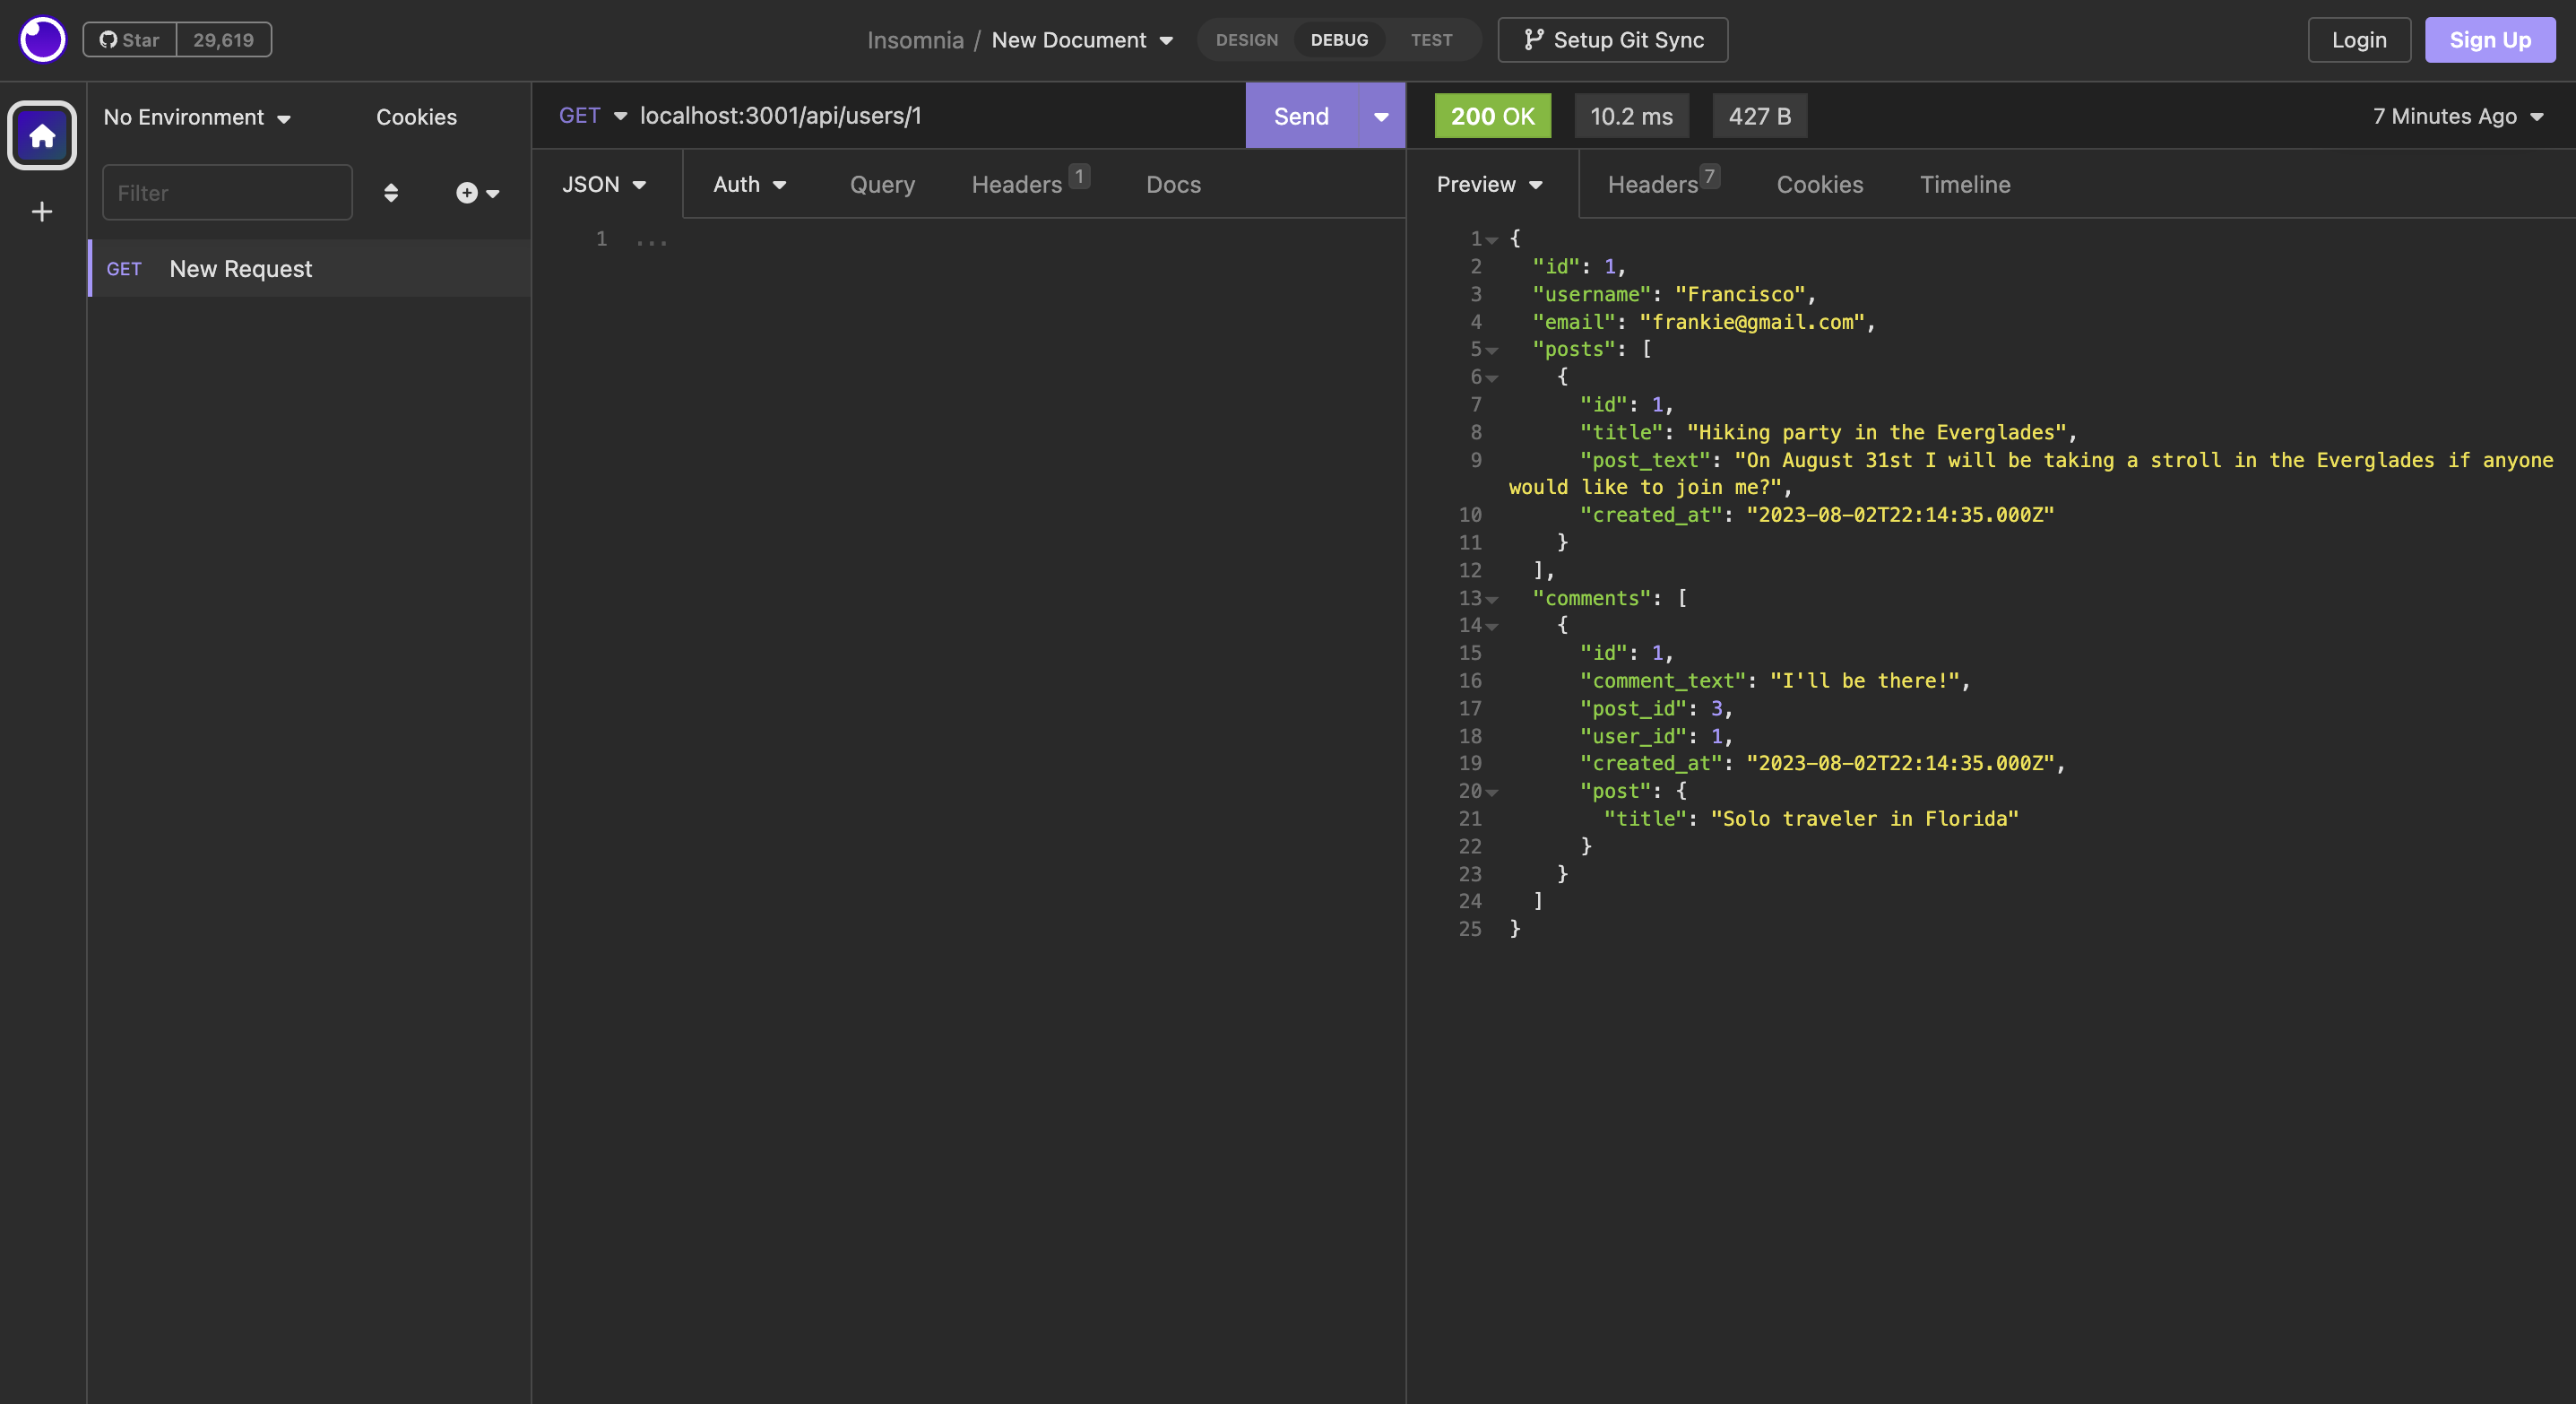 Star 29,619
Insomnia / New Document
DESIGN DEBUG TEST
Setup Git Sync
Login
Sign Up
No Environment
Cookies
Filter
GET New Request
GET localhost:3001/api/users/1
Send
JSON Auth Query Headers 1 Docs
1 ...
200 OK 10.2 ms 427 B
7 Minutes Ago
Preview Headers 7 Cookies Timeline
1 {
2 "id": 1,
3 "username": "Francisco",
4 "email": "frankie@gmail.com",
5 "posts": [
6 {
7 "id": 1,
8 "title": "Hiking party in the Everglades",
9 "post_text": "On August 31st I will be taking a stroll in the Everglades if anyone
would like to join me?",
10 "created_at": "2023-08-02T22:14:35.000Z"
11 }
12 ],
13 "comments": [
14 {
15 "id": 1,
16 "comment_text": "I'll be there!",
17 "post_id": 3,
18 "user_id": 1,
19 "created_at": "2023-08-02T22:14:35.000Z",
20 "post": {
21 "title": "Solo traveler in Florida"
22 }
23 }
24 ]
25 }